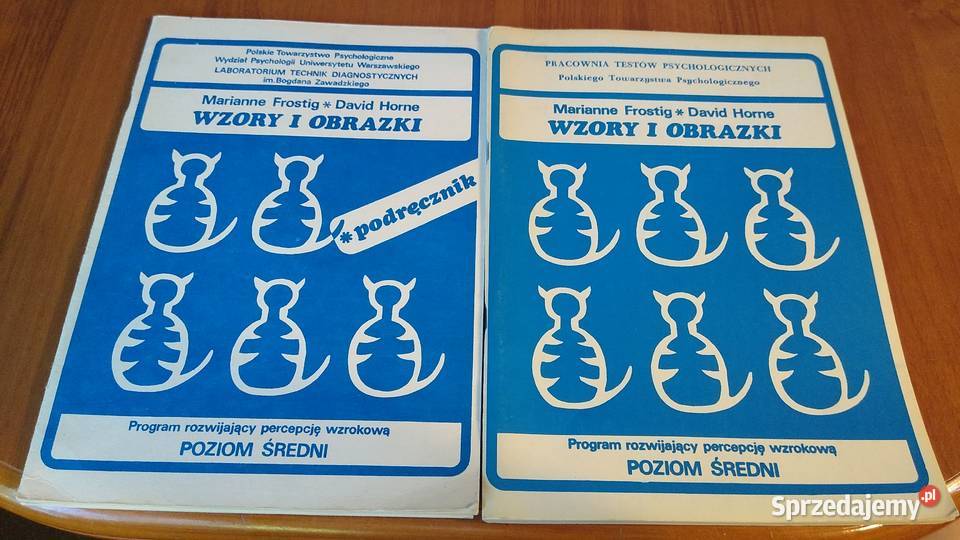 Polskie Towarzystwo Psychologiczne
Wydział Psychologii Uniwersytetu Warszawskiego
LABORATORIUM TECHNIK DIAGNOSTYCZNYCH
im.Bogdana Zawadzkiego
Marianne Frostig * David Horne
WZORY I OBRAZKI
* podręcznik
Program rozwijający percepcję wzrokową
POZIOM ŚREDNI
PRACOWNIA TESTÓW PSYCHOLOGICZNYCH
Polskiego Towarzystwa Psychologicznego
Marianne Frostig * David Horne
WZORY I OBRAZKI
Program rozwijający percepcję wzrokową
POZIOM ŚREDNI
Sprzedajemy.pl